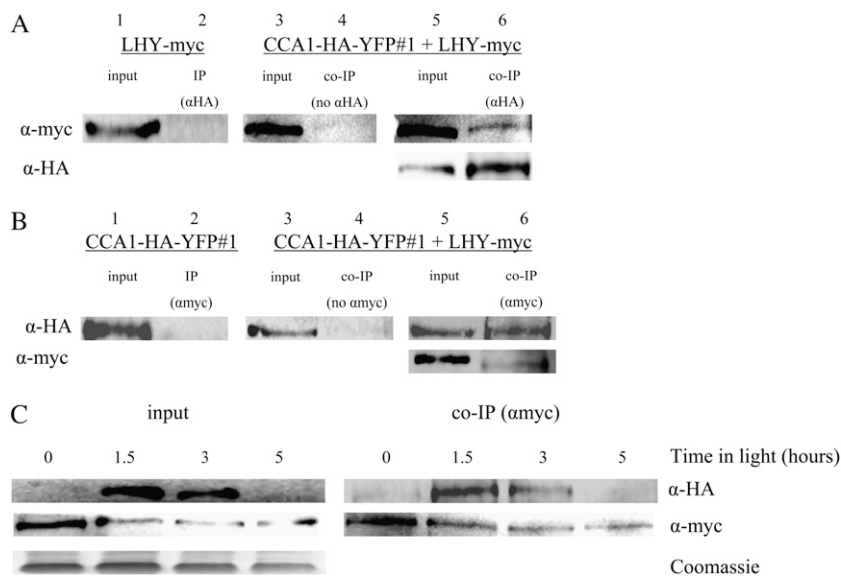 A
1 2 3 4 5 6
LHY-myc CCA1-HA-YFP#1 + LHY-myc
input IP (αHA) input co-IP (no αHA) input co-IP (αHA)
α-myc
α-HA
B
1 2 3 4 5 6
CCA1-HA-YFP#1 CCA1-HA-YFP#1 + LHY-myc
input IP (αmyc) input co-IP (no αmyc) input co-IP (αmyc)
α-HA
α-myc
C
input co-IP (αmyc)
0 1.5 3 5 0 1.5 3 5 Time in light (hours)
α-HA
α-myc
Coomassie